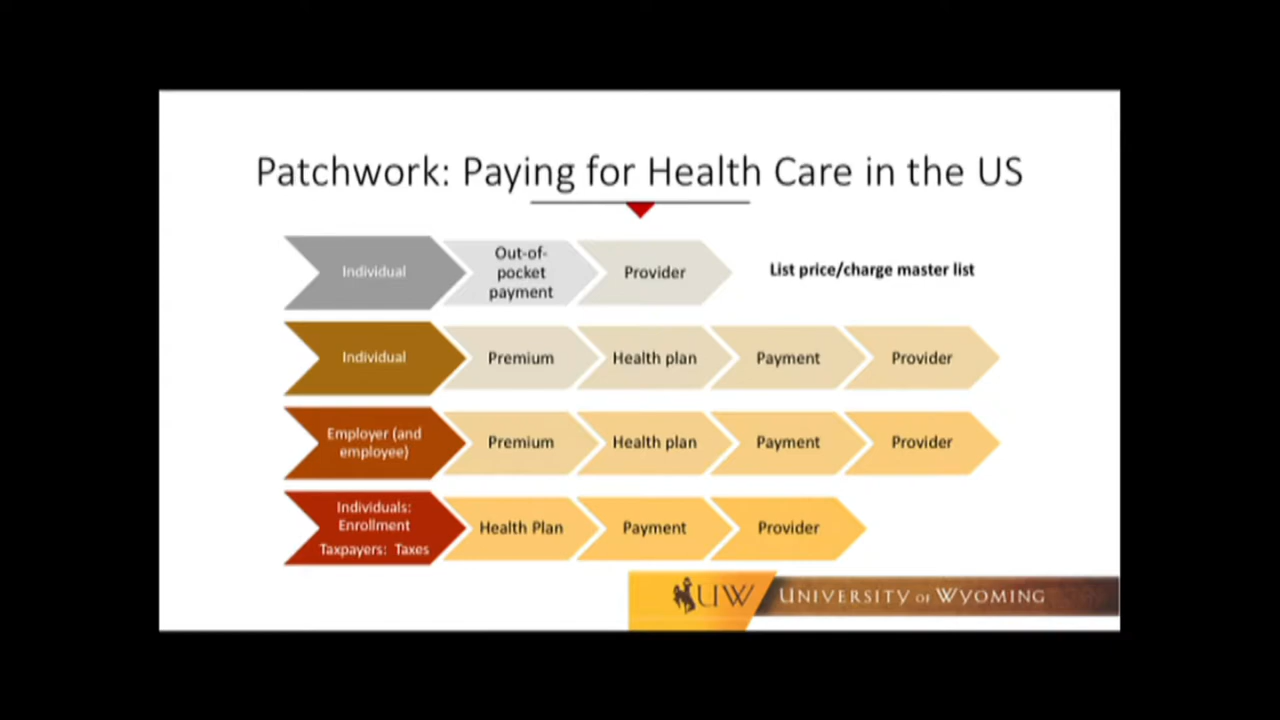 Patchwork: Paying for Health Care in the US
Individual
Out-of-
pocket
payment
Provider
List price/charge master list
Individual
Premium
Health plan
Payment
Provider
Employer (and
employee)
Premium
Health plan
Payment
Provider
Individuals:
Enrollment
Taxpayers: Taxes
Health Plan
Payment
Provider
UW
UNIVERSITY OF WYOMING